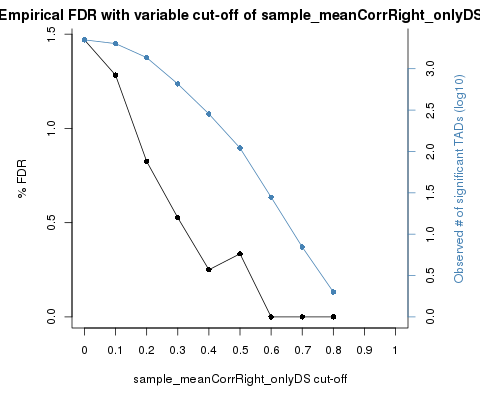 Empirical FDR with variable cut-off of sample_meanCorrRight_onlyDS
1.5
1.0
0.5
0.0
% FDR
3.0
2.5
2.0
1.5
1.0
0.5
0.0
Observed # of significant TADs (log10)
0 0.1 0.2 0.3 0.4 0.5 0.6 0.7 0.8 0.9 1
sample_meanCorrRight_onlyDS cut-off